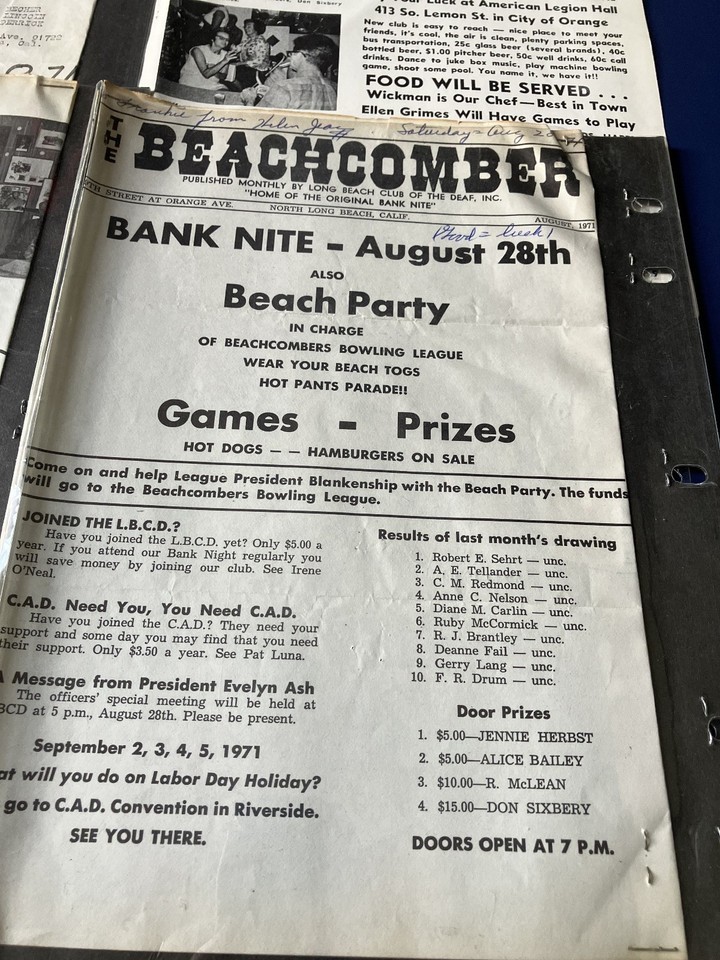 BECHER
LINCOLN
Ave, 9172
Don Sixbery
Luck at American Legion Hall
413 So. Lemon St. in City of Orange
New club is easy to reach — nice place to meet your
friends, it's cool, the air is clean, plenty parking spaces,
bus transportation, 25c glass beer (several brands), 40c
bottled beer, $1.00 pitcher beer, 50c well drinks, 60c call
drinks. Dance to juke box music, play machine bowling
game, shoot some pool. You name it, we have it!!
FOOD WILL BE SERVED . . .
Wickman is Our Chef—Best in Town
Ellen Grimes Will Have Games to Play
Frankie from Helen Jean
Saturday = Aug
THE BEACHCOMBER
PUBLISHED MONTHLY BY LONG BEACH CLUB OF THE DEAF, INC.
"HOME OF THE ORIGINAL BANK NITE"
STREET AT ORANGE AVE. NORTH LONG BEACH, CALIF. AUGUST, 1971
Good = luck!
BANK NITE – August 28th
ALSO
Beach Party
IN CHARGE
OF BEACHCOMBERS BOWLING LEAGUE
WEAR YOUR BEACH TOGS
HOT PANTS PARADE!!
Games – Prizes
HOT DOGS — — HAMBURGERS ON SALE
Come on and help League President Blankenship with the Beach Party. The funds
will go to the Beachcombers Bowling League.
JOINED THE L.B.C.D.?
Have you joined the L.B.C.D. yet? Only $5.00 a
year. If you attend our Bank Night regularly you
will save money by joining our club. See Irene
O'Neal.
C.A.D. Need You, You Need C.A.D.
Have you joined the C.A.D.? They need your
support and some day you may find that you need
their support. Only $3.50 a year. See Pat Luna.
A Message from President Evelyn Ash
The officers' special meeting will be held at
BCD at 5 p.m., August 28th. Please be present.
September 2, 3, 4, 5, 1971
at will you do on Labor Day Holiday?
go to C.A.D. Convention in Riverside.
SEE YOU THERE.
Results of last month's drawing
1. Robert E. Sehrt — unc.
2. A. E. Tellander — unc.
3. C. M. Redmond — unc.
4. Anne C. Nelson — unc.
5. Diane M. Carlin — unc.
6. Ruby McCormick — unc.
7. R. J. Brantley — unc.
8. Deanne Fail — unc.
9. Gerry Lang — unc.
10. F. R. Drum — unc.
Door Prizes
1. $5.00—JENNIE HERBST
2. $5.00—ALICE BAILEY
3. $10.00—R. McLEAN
4. $15.00—DON SIXBERY
DOORS OPEN AT 7 P.M.